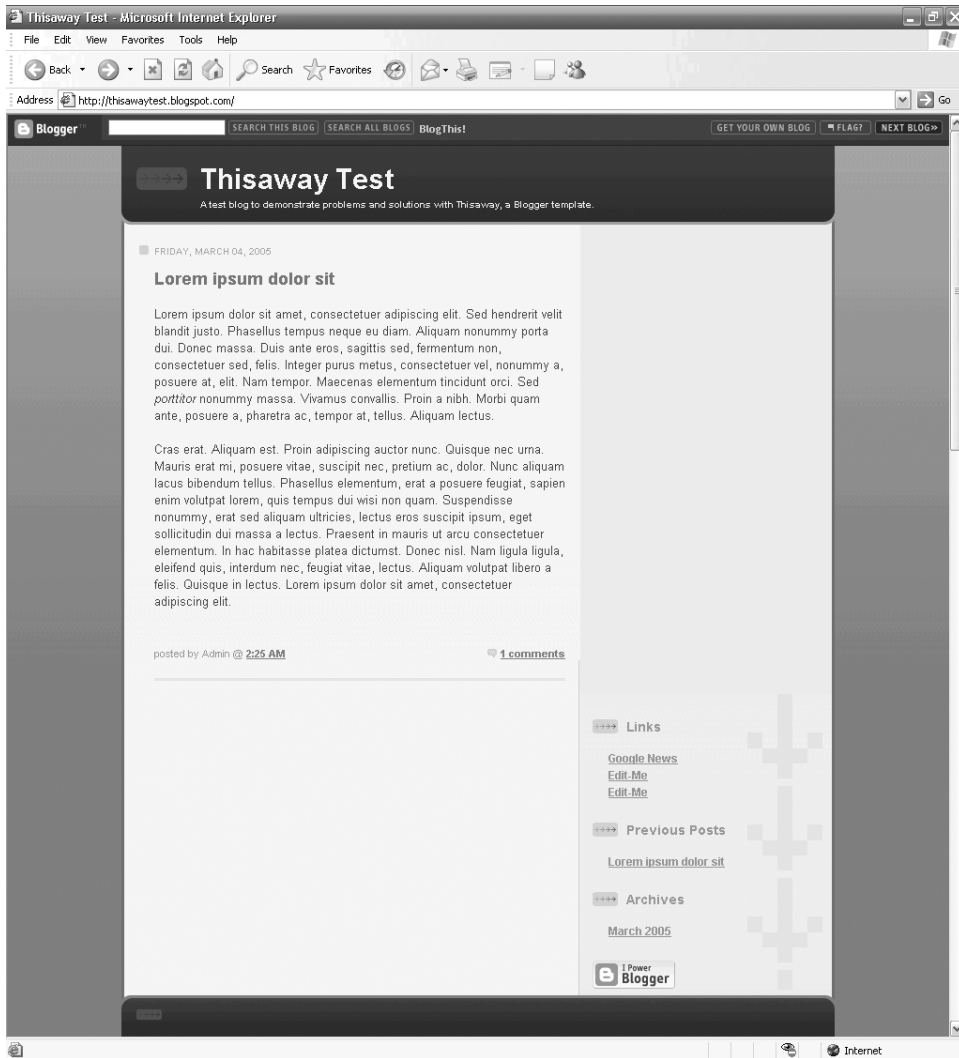 Thisaway Test - Microsoft Internet Explorer
File Edit View Favorites Tools Help
Back Search Favorites
Address http://thisawaytest.blogspot.com/ Go
Blogger™ SEARCH THIS BLOG SEARCH ALL BLOGS BlogThis! GET YOUR OWN BLOG FLAG? NEXT BLOG»
Thisaway Test
A test blog to demonstrate problems and solutions with Thisaway, a Blogger template.
FRIDAY, MARCH 04, 2005
Lorem ipsum dolor sit
Lorem ipsum dolor sit amet, consectetuer adipiscing elit. Sed hendrerit velit
blandit justo. Phasellus tempus neque eu diam. Aliquam nonummy porta
dui. Donec massa. Duis ante eros, sagittis sed, fermentum non,
consectetuer sed, felis. Integer purus metus, consectetuer vel, nonummy a,
posuere at, elit. Nam tempor. Maecenas elementum tincidunt orci. Sed
porttitor nonummy massa. Vivamus convallis. Proin a nibh. Morbi quam
ante, posuere a, pharetra ac, tempor at, tellus. Aliquam lectus.
Cras erat. Aliquam est. Proin adipiscing auctor nunc. Quisque nec urna.
Mauris erat mi, posuere vitae, suscipit nec, pretium ac, dolor. Nunc aliquam
lacus bibendum tellus. Phasellus elementum, erat a posuere feugiat, sapien
enim volutpat lorem, quis tempus dui wisi non quam. Suspendisse
nonummy, erat sed aliquam ultricies, lectus eros suscipit ipsum, eget
sollicitudin dui massa a lectus. Praesent in mauris ut arcu consectetuer
elementum. In hac habitasse platea dictumst. Donec nisl. Nam ligula ligula,
eleifend quis, interdum nec, feugiat vitae, lectus. Aliquam volutpat libero a
felis. Quisque in lectus. Lorem ipsum dolor sit amet, consectetuer
adipiscing elit.
posted by Admin @ 2:25 AM 1 comments
Links
Google News
Edit-Me
Edit-Me
Previous Posts
Lorem ipsum dolor sit
Archives
March 2005
I Power
Blogger
Internet